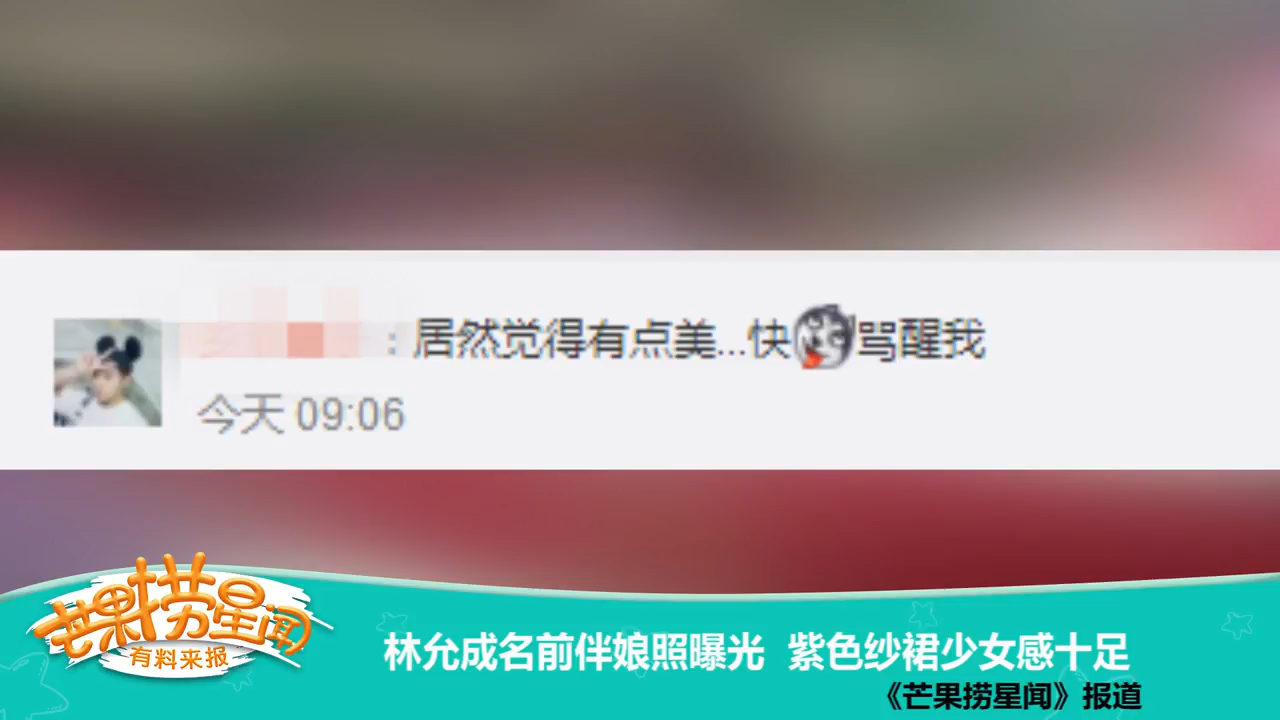 ：居然觉得有点美...快骂醒我
今天 09:06
芒果捞星闻
有料来报
林允成名前伴娘照曝光 紫色纱裙少女感十足
《芒果捞星闻》报道